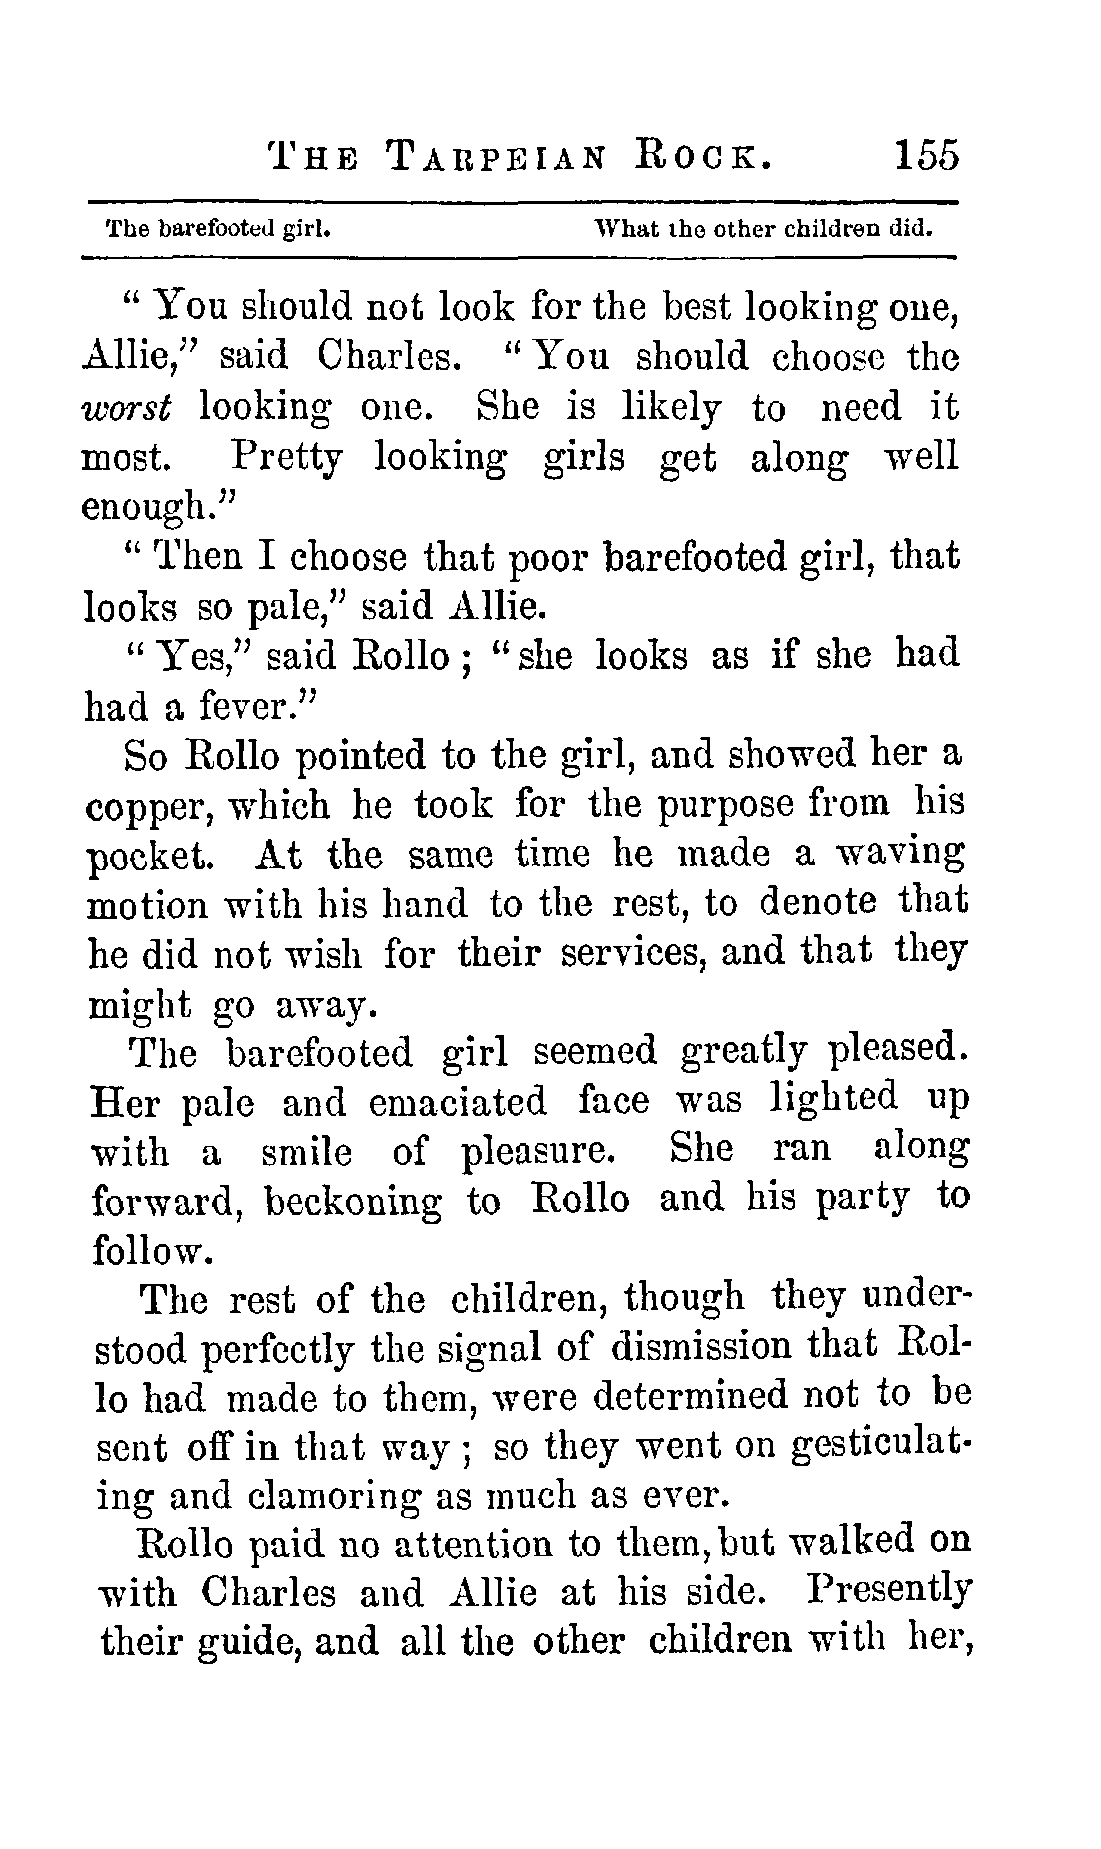 THE TARPEIAN ROCK. 155
The barefooted girl. What the other children did.
“ You should not look for the best looking one,
Allie,” said Charles. “ You should choose the
worst looking one. She is likely to need it
most. Pretty looking girls get along well
enough.”
“ Then I choose that poor barefooted girl, that
looks so pale,” said Allie.
“ Yes,” said Rollo ; “ she looks as if she had
had a fever.”
So Rollo pointed to the girl, and showed her a
copper, which he took for the purpose from his
pocket. At the same time he made a waving
motion with his hand to the rest, to denote that
he did not wish for their services, and that they
might go away.
The barefooted girl seemed greatly pleased.
Her pale and emaciated face was lighted up
with a smile of pleasure. She ran along
forward, beckoning to Rollo and his party to
follow.
The rest of the children, though they under-
stood perfectly the signal of dismission that Rol-
lo had made to them, were determined not to be
sent off in that way ; so they went on gesticulat-
ing and clamoring as much as ever.
Rollo paid no attention to them, but walked on
with Charles and Allie at his side. Presently
their guide, and all the other children with her,